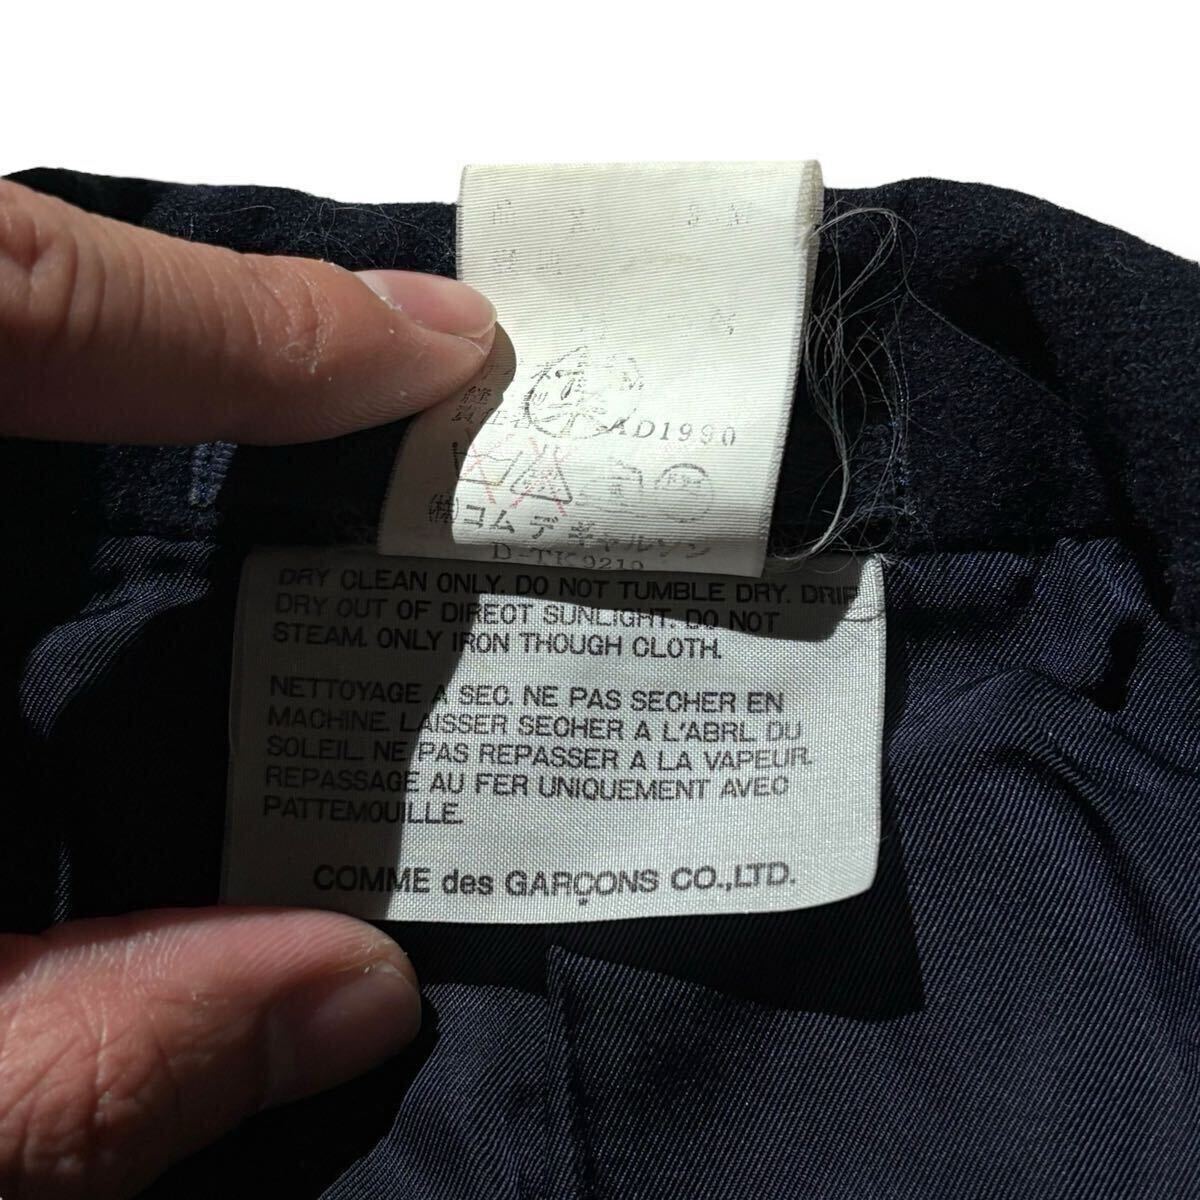 M
AD1990
㈱コムデギャルソン
D-TK9210
DRY CLEAN ONLY. DO NOT TUMBLE DRY. DRIP
DRY OUT OF DIRECT SUNLIGHT. DO NOT
STEAM. ONLY IRON THOUGH CLOTH.
NETTOYAGE A SEC. NE PAS SECHER EN
MACHINE. LAISSER SECHER A L'ABRL DU
SOLEIL. NE PAS REPASSER A LA VAPEUR.
REPASSAGE AU FER UNIQUEMENT AVEC
PATTEMOUILLE.
COMME des GARÇONS CO.,LTD.